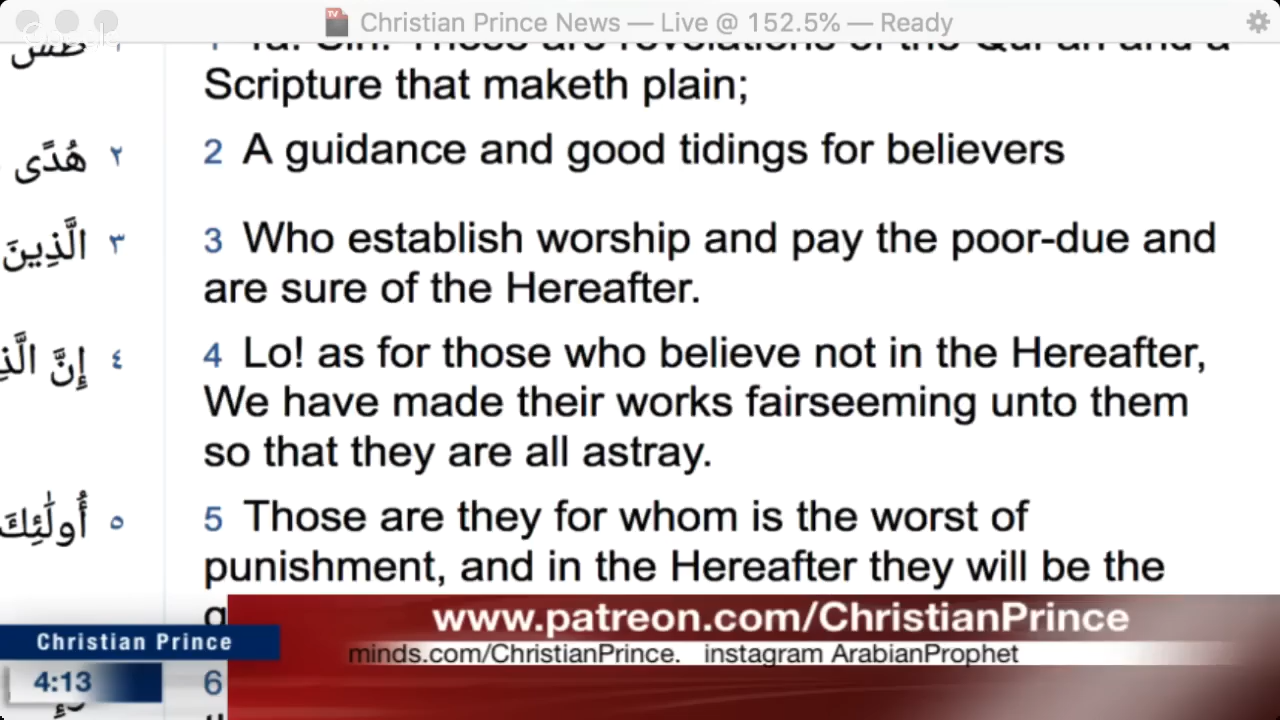 Christian Prince News — Live @ 152.5% — Ready
Google
Scripture that maketh plain;
هُدًى ٢
2 A guidance and good tidings for believers
الَّذِينَ ٣
3 Who establish worship and pay the poor-due and
are sure of the Hereafter.
إِنَّ ٤
4 Lo! as for those who believe not in the Hereafter,
We have made their works fairseeming unto them
so that they are all astray.
أُولَٰئِكَ ٥
5 Those are they for whom is the worst of
punishment, and in the Hereafter they will be the
6
www.patreon.com/ChristianPrince
minds.com/ChristianPrince. instagram ArabianProphet
Christian Prince
4:13